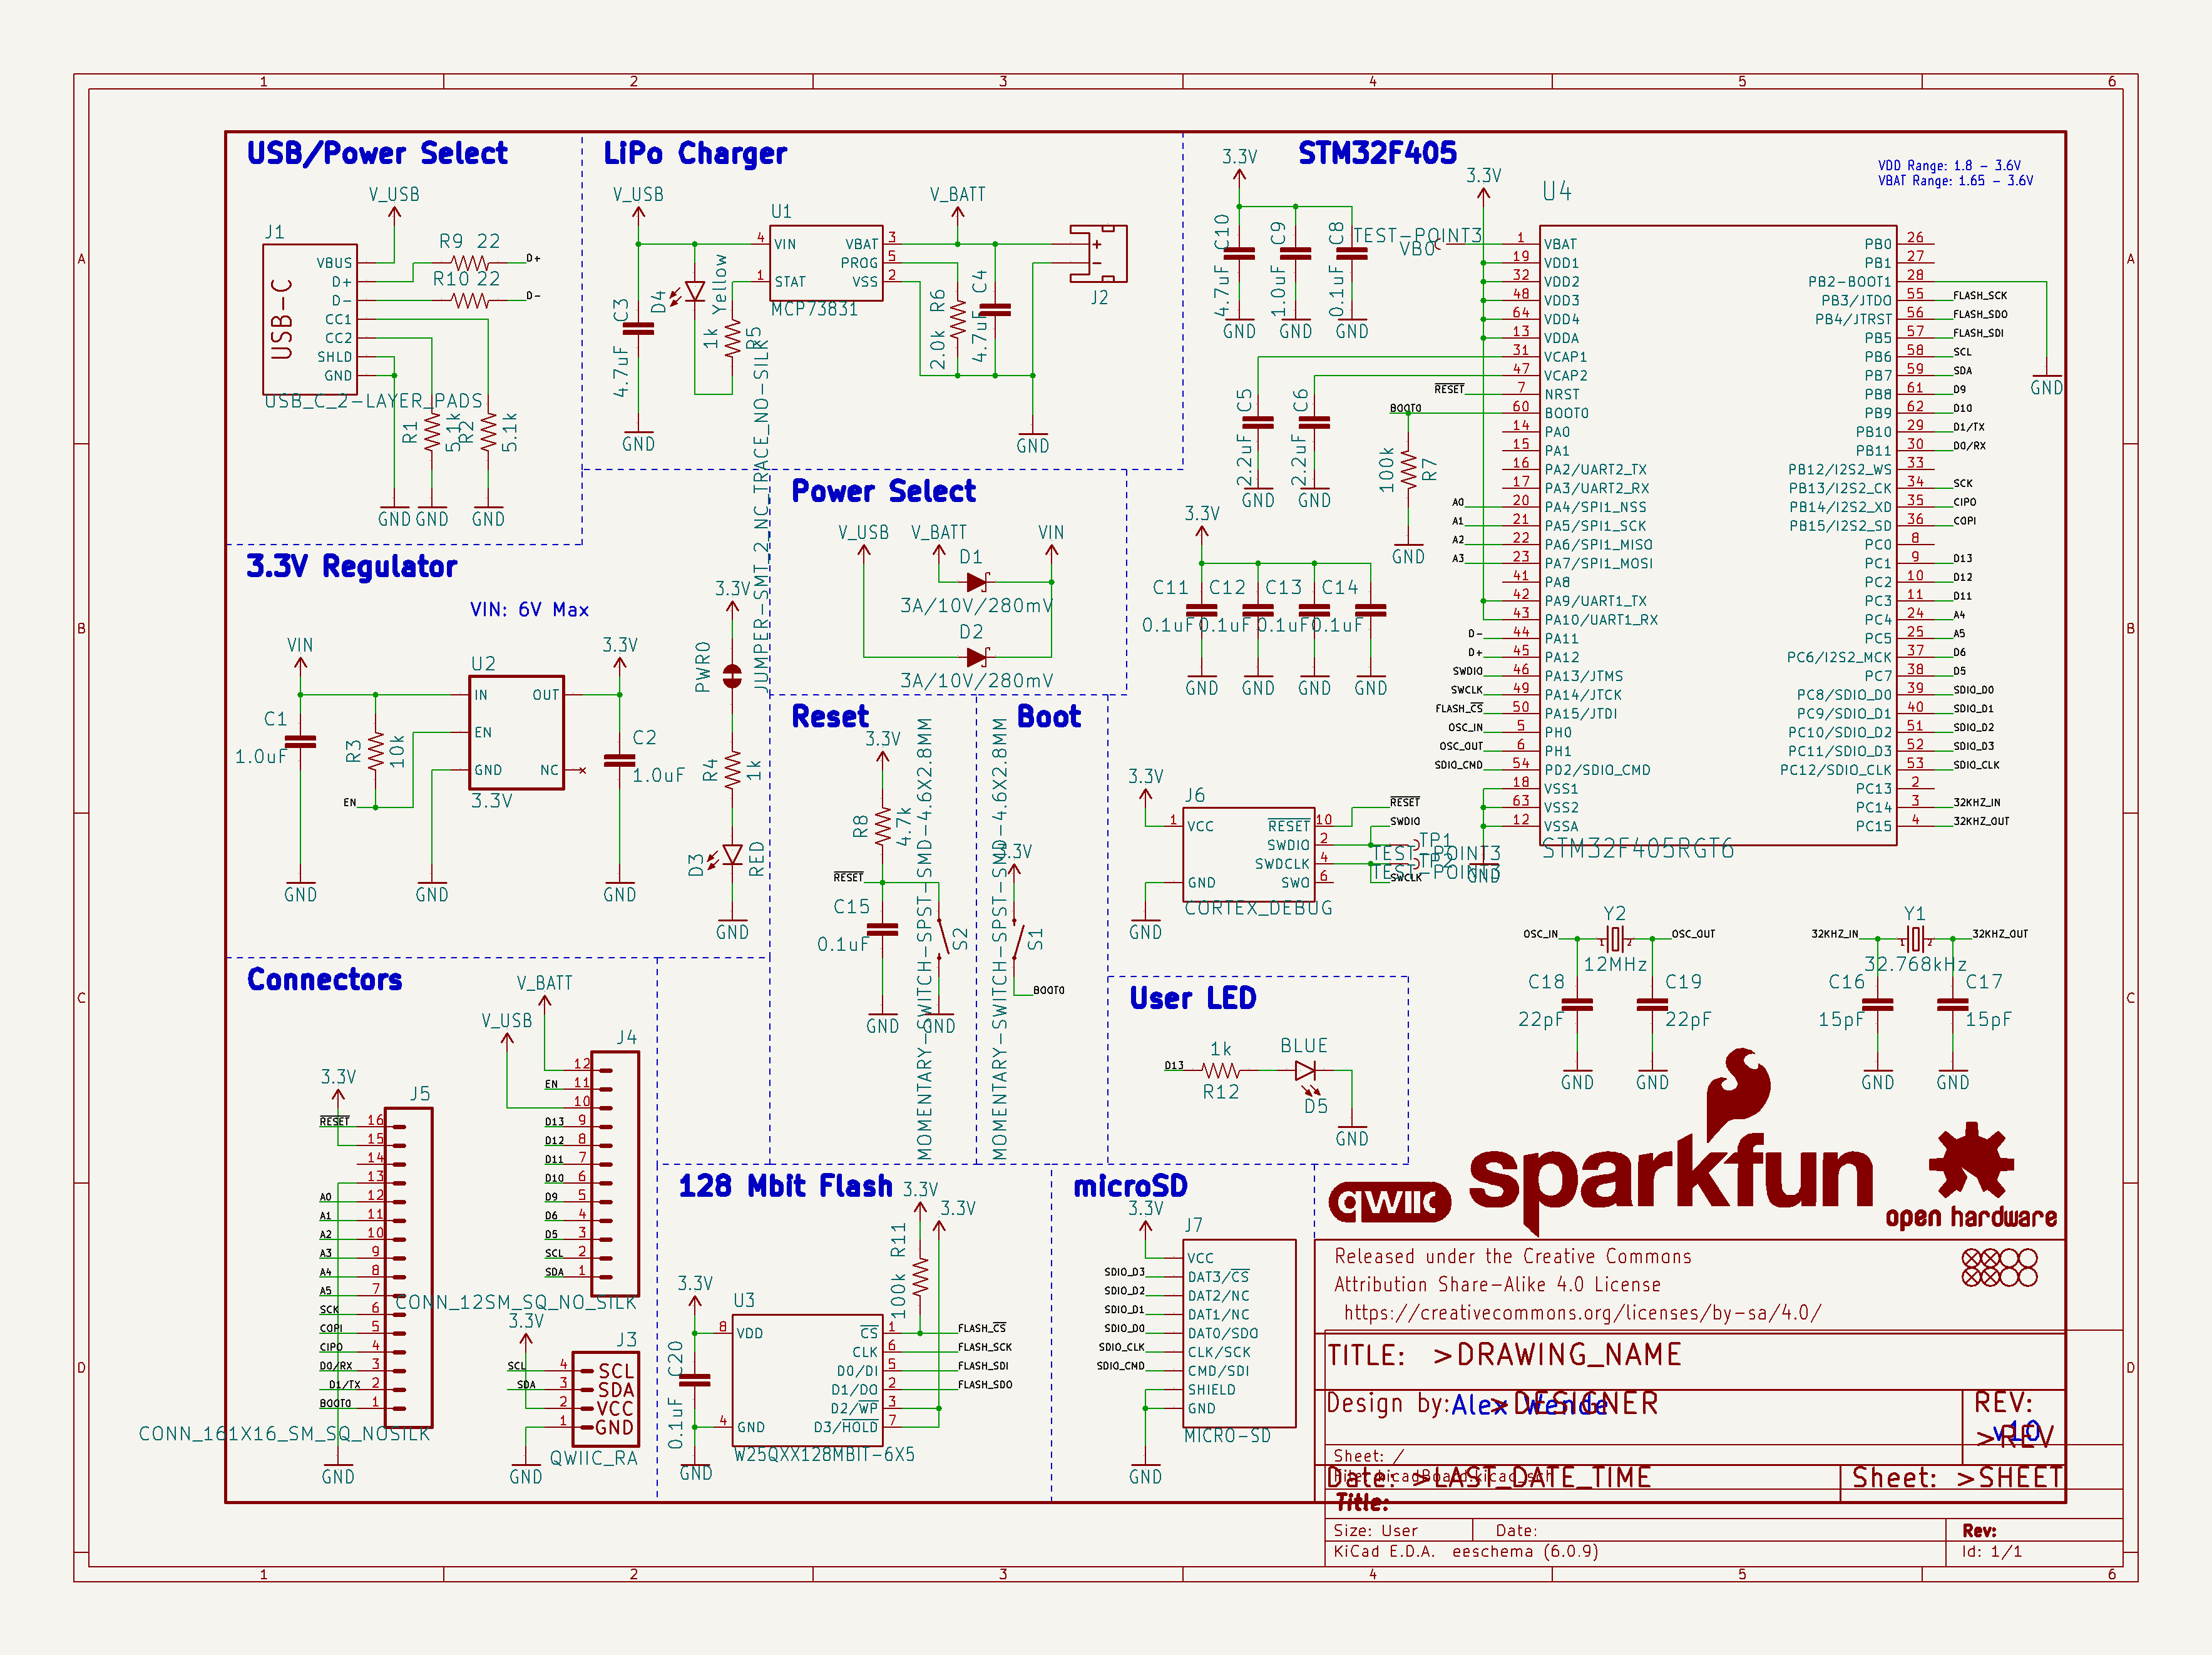 1 2 3 4 5 6
A
B
C
D
USB/Power Select
V_USB
J1
USB-C
VBUS
D+
D-
CC1
CC2
SHLD
GND
USB_C_2-LAYER_PADS
R9 22
D+
R10 22
D-
R1
5.1k
R2
5.1k
GND GND GND
LiPo Charger
V_USB
C3
4.7uF
GND
D4
Yellow
1k
R5
U1
4 VIN
1 STAT
VBAT 3
PROG 5
VSS 2
MCP73831
V_BATT
R6
2.0k
C4
4.7uF
J2
+
-
GND
STM32F405
VDD Range: 1.8 - 3.6V
VBAT Range: 1.65 - 3.6V
3.3V
C10
4.7uF
C9
1.0uF
C8
0.1uF
GND GND GND
TEST-POINT3
3.3V
U4
1 VBAT
19 VDD1
32 VDD2
48 VDD3
64 VDD4
13 VDDA
31 VCAP1
47 VCAP2
RESET 7 NRST
BOOT0 60 BOOT0
14 PA0
15 PA1
16 PA2/UART2_TX
17 PA3/UART2_RX
A0 20 PA4/SPI1_NSS
A1 21 PA5/SPI1_SCK
A2 22 PA6/SPI1_MISO
A3 23 PA7/SPI1_MOSI
41 PA8
42 PA9/UART1_TX
43 PA10/UART1_RX
D- 44 PA11
D+ 45 PA12
SWDIO 46 PA13/JTMS
SWCLK 49 PA14/JTCK
FLASH_CS 50 PA15/JTDI
OSC_IN 5 PH0
OSC_OUT 6 PH1
SDIO_CMD 54 PD2/SDIO_CMD
18 VSS1
63 VSS2
12 VSSA
STM32F405RGT6
GND
PB0 26
PB1 27
PB2-BOOT1 28
PB3/JTDO 55 FLASH_SCK
PB4/JTRST 56 FLASH_SDO
PB5 57 FLASH_SDI
PB6 58 SCL
PB7 59 SDA
PB8 61 D9
PB9 62 D10
PB10 29 D1/TX
PB11 30 D0/RX
PB12/I2S2_WS 33
PB13/I2S2_CK 34 SCK
PB14/I2S2_XD 35 CIPO
PB15/I2S2_SD 36 COPI
PC0 8
PC1 9 D13
PC2 10 D12
PC3 11 D11
PC4 24 A4
PC5 25 A5
PC6/I2S2_MCK 37 D6
PC7 38 D5
PC8/SDIO_D0 39 SDIO_D0
PC9/SDIO_D1 40 SDIO_D1
PC10/SDIO_D2 51 SDIO_D2
PC11/SDIO_D3 52 SDIO_D3
PC12/SDIO_CLK 53 SDIO_CLK
PC13 2
PC14 3 32KHZ_IN
PC15 4 32KHZ_OUT
GND
C5
2.2uF
GND
C6
2.2uF
GND
100k
R7
GND
3.3V
C11 C12 C13 C14
0.1uF 0.1uF 0.1uF 0.1uF
GND GND GND GND
Power Select
V_USB V_BATT VIN
D1
3A/10V/280mV
D2
3A/10V/280mV
3.3V Regulator
VIN: 6V Max
VIN
C1
1.0uF
R3
10k
EN
U2
IN
EN
GND
OUT
NC
3.3V
3.3V
C2
1.0uF
GND GND GND
3.3V
JUMPER-SMT_2_NC_TRACE_NO-SILK
R4
1k
D3
RED
GND
Reset
3.3V
R8
4.7k
RESET
C15
0.1uF
S2
MOMENTARY-SWITCH-SPST-SMD-4.6X2.8MM
GND GND
Boot
3.3V
S1
MOMENTARY-SWITCH-SPST-SMD-4.6X2.8MM
BOOT0
3.3V
J6
1 VCC
GND
RESET 10
SWDIO 2
SWDCLK 4
SWO 6
CORTEX_DEBUG
GND
RESET
SWDIO
SWCLK
TP1
TEST-POINT3
TP2
TEST-POINT3
User LED
D13
1k
R12
BLUE
D5
GND
Y2
OSC_IN 1 2 OSC_OUT
12MHz
C18
22pF
C19
22pF
GND GND
Y1
32KHZ_IN 1 2 32KHZ_OUT
32.768kHz
C16
15pF
C17
15pF
GND GND
Connectors
V_BATT
V_USB
J4
12
EN 11
10
D13 9
D12 8
D11 7
D10 6
D9 5
D6 4
D5 3
SCL 2
SDA 1
CONN_12SM_SQ_NO_SILK
3.3V
J5
RESET 16
15
14
13
A0 12
A1 11
A2 10
A3 9
A4 8
A5 7
SCK 6
COPI 5
CIPO 4
D0/RX 3
D1/TX 2
BOOT0 1
CONN_161X16_SM_SQ_NOSILK
GND
3.3V
J3
SCL 4 SCL
SDA 3 SDA
2 VCC
1 GND
QWIIC_RA
GND
128 Mbit Flash
3.3V
3.3V
R11
100k
3.3V
U3
8 VDD
4 GND
CS 1 FLASH_CS
CLK 6 FLASH_SCK
D0/DI 5 FLASH_SDI
D1/DO 2 FLASH_SDO
D2/WP 3
D3/HOLD 7
W25QXX128MBIT-6X5
C20
0.1uF
GND
microSD
3.3V
J7
VCC
SDIO_D3 DAT3/CS
SDIO_D2 DAT2/NC
SDIO_D1 DAT1/NC
SDIO_D0 DAT0/SDO
SDIO_CLK CLK/SCK
SDIO_CMD CMD/SDI
SHIELD
GND
MICRO-SD
GND
qwiic
sparkfun
open hardware
Released under the Creative Commons
Attribution Share-Alike 4.0 License
https://creativecommons.org/licenses/by-sa/4.0/
TITLE: >DRAWING_NAME
Design by: Alex Wende >DESIGNER
REV:
v10
>REV
Sheet: /
File: kicadBoard.kicad_sch
Date: >LAST_DATE_TIME
Sheet: >SHEET
Title:
Size: User
Date:
Rev:
KiCad E.D.A. eeschema (6.0.9)
Id: 1/1